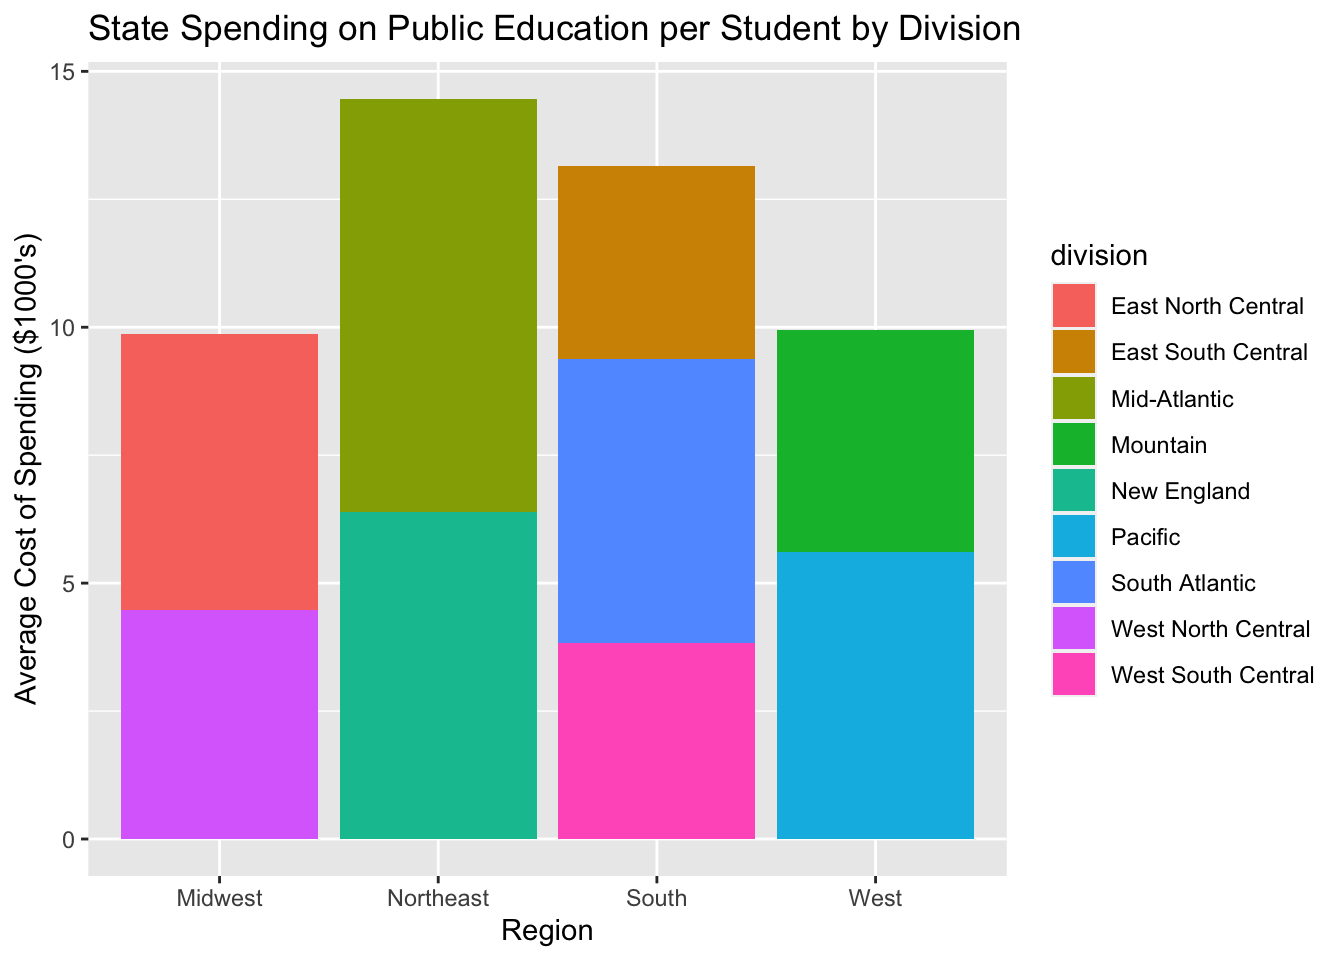 State Spending on Public Education per Student by Division
15
10
5
0
Average Cost of Spending ($1000's)
Midwest
Northeast
South
West
Region
division
East North Central
East South Central
Mid-Atlantic
Mountain
New England
Pacific
South Atlantic
West North Central
West South Central